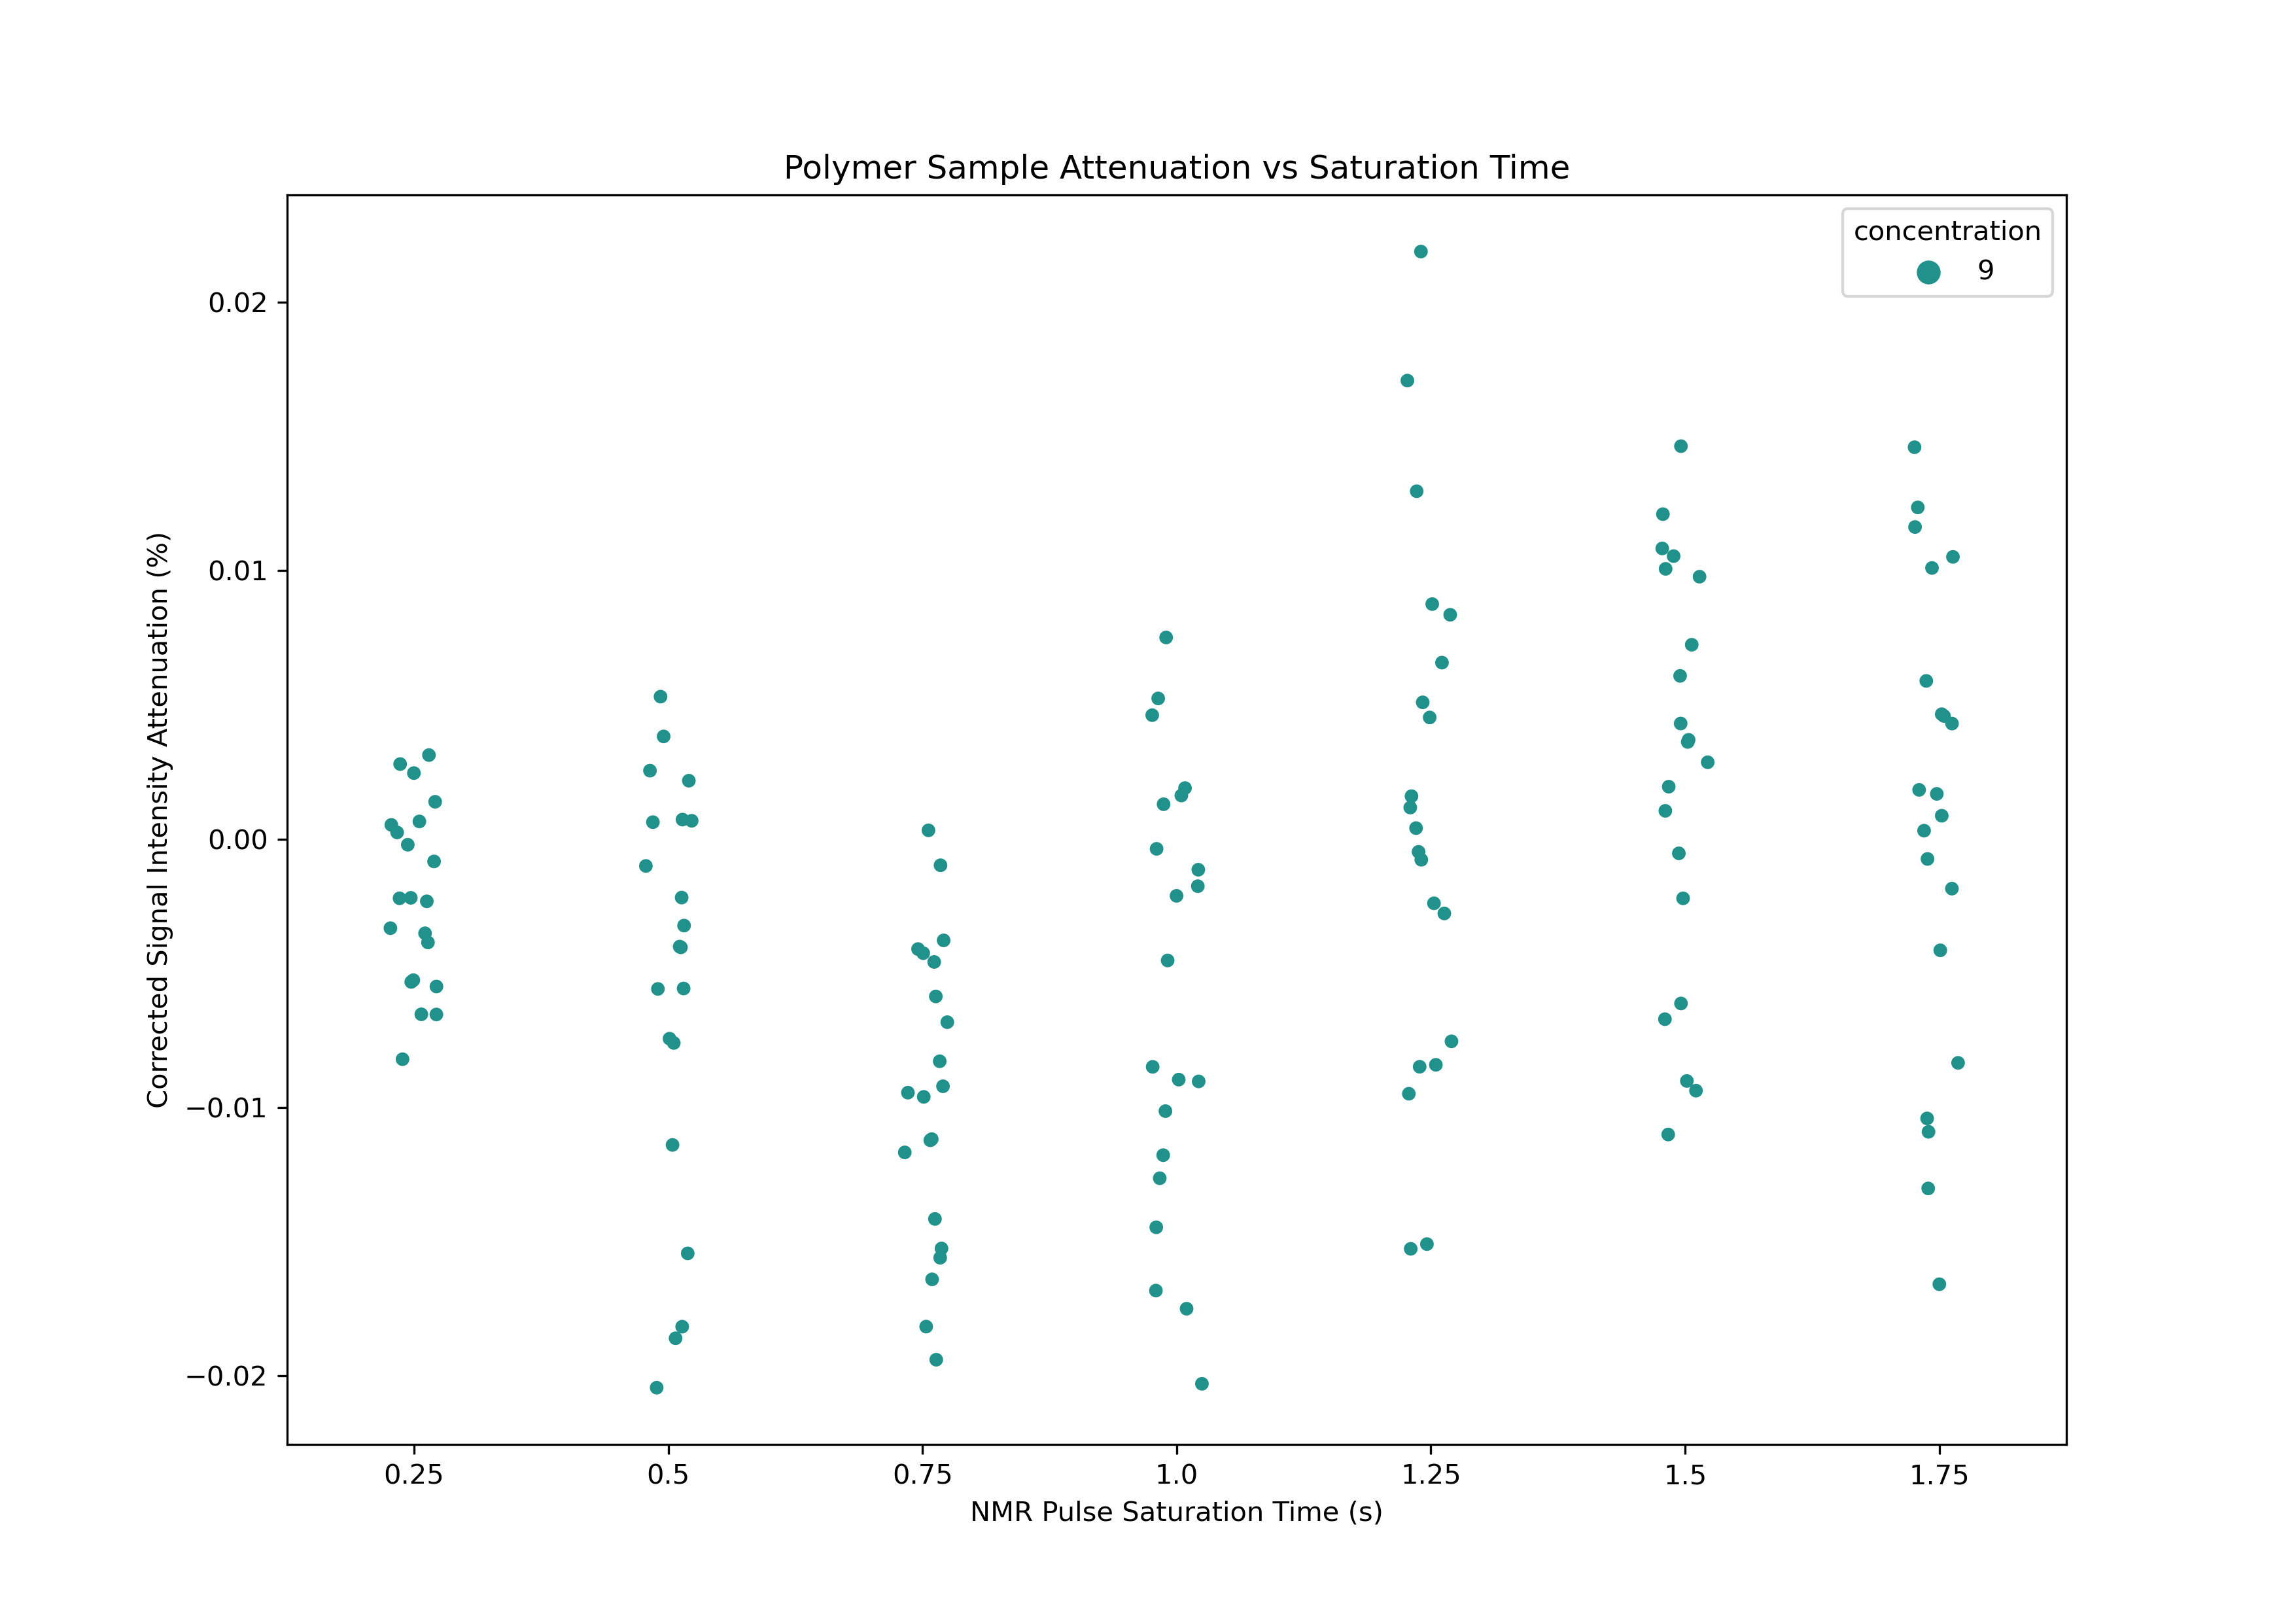 Polymer Sample Attenuation vs Saturation Time
concentration
9
Corrected Signal Intensity Attenuation (%)
0.02
0.01
0.00
−0.01
−0.02
0.25 0.5 0.75 1.0 1.25 1.5 1.75
NMR Pulse Saturation Time (s)